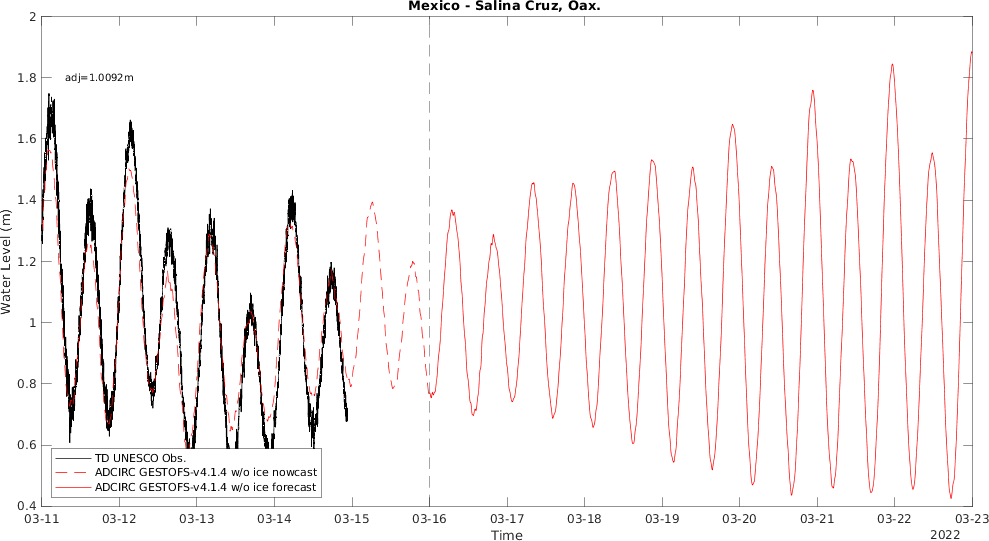 Mexico - Salina Cruz, Oax.
2
1.8
1.6
1.4
1.2
1
0.8
0.6
0.4
Water Level (m)
adj=1.0092m
TD UNESCO Obs.
ADCIRC GESTOFS-v4.1.4 w/o ice nowcast
ADCIRC GESTOFS-v4.1.4 w/o ice forecast
03-11 03-12 03-13 03-14 03-15 03-16 03-17 03-18 03-19 03-20 03-21 03-22 03-23
Time
2022